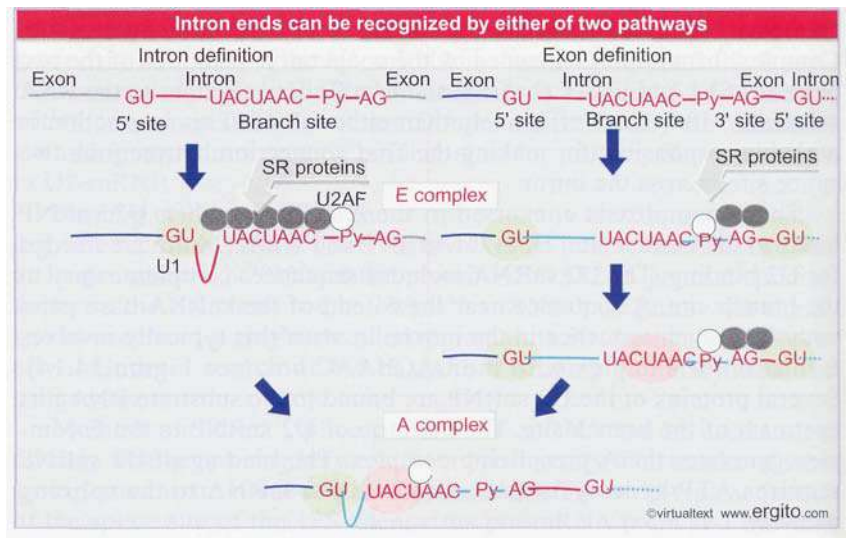 Intron ends can be recognized by either of two pathways
Intron definition
Exon Intron Exon
GU UACUAAC Py AG
5' site Branch site
SR proteins
U2AF
GU UACUAAC Py AG
U1
Exon definition
Exon Intron Exon Intron
GU UACUAAC Py AG GU
5' site Branch site 3' site 5' site
SR proteins
E complex
GU UACUAAC Py AG GU
GU UACUAAC Py AG GU
A complex
GU UACUAAC Py AG GU
©virtualtext www.ergito.com